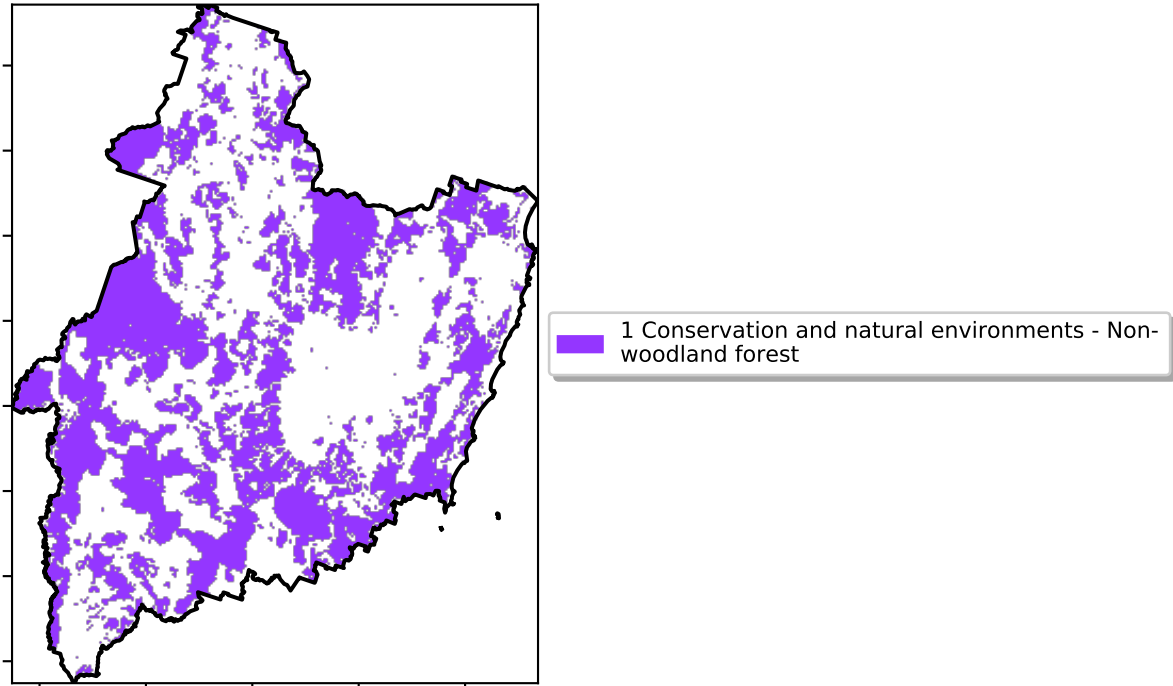 1 Conservation and natural environments - Non-
woodland forest